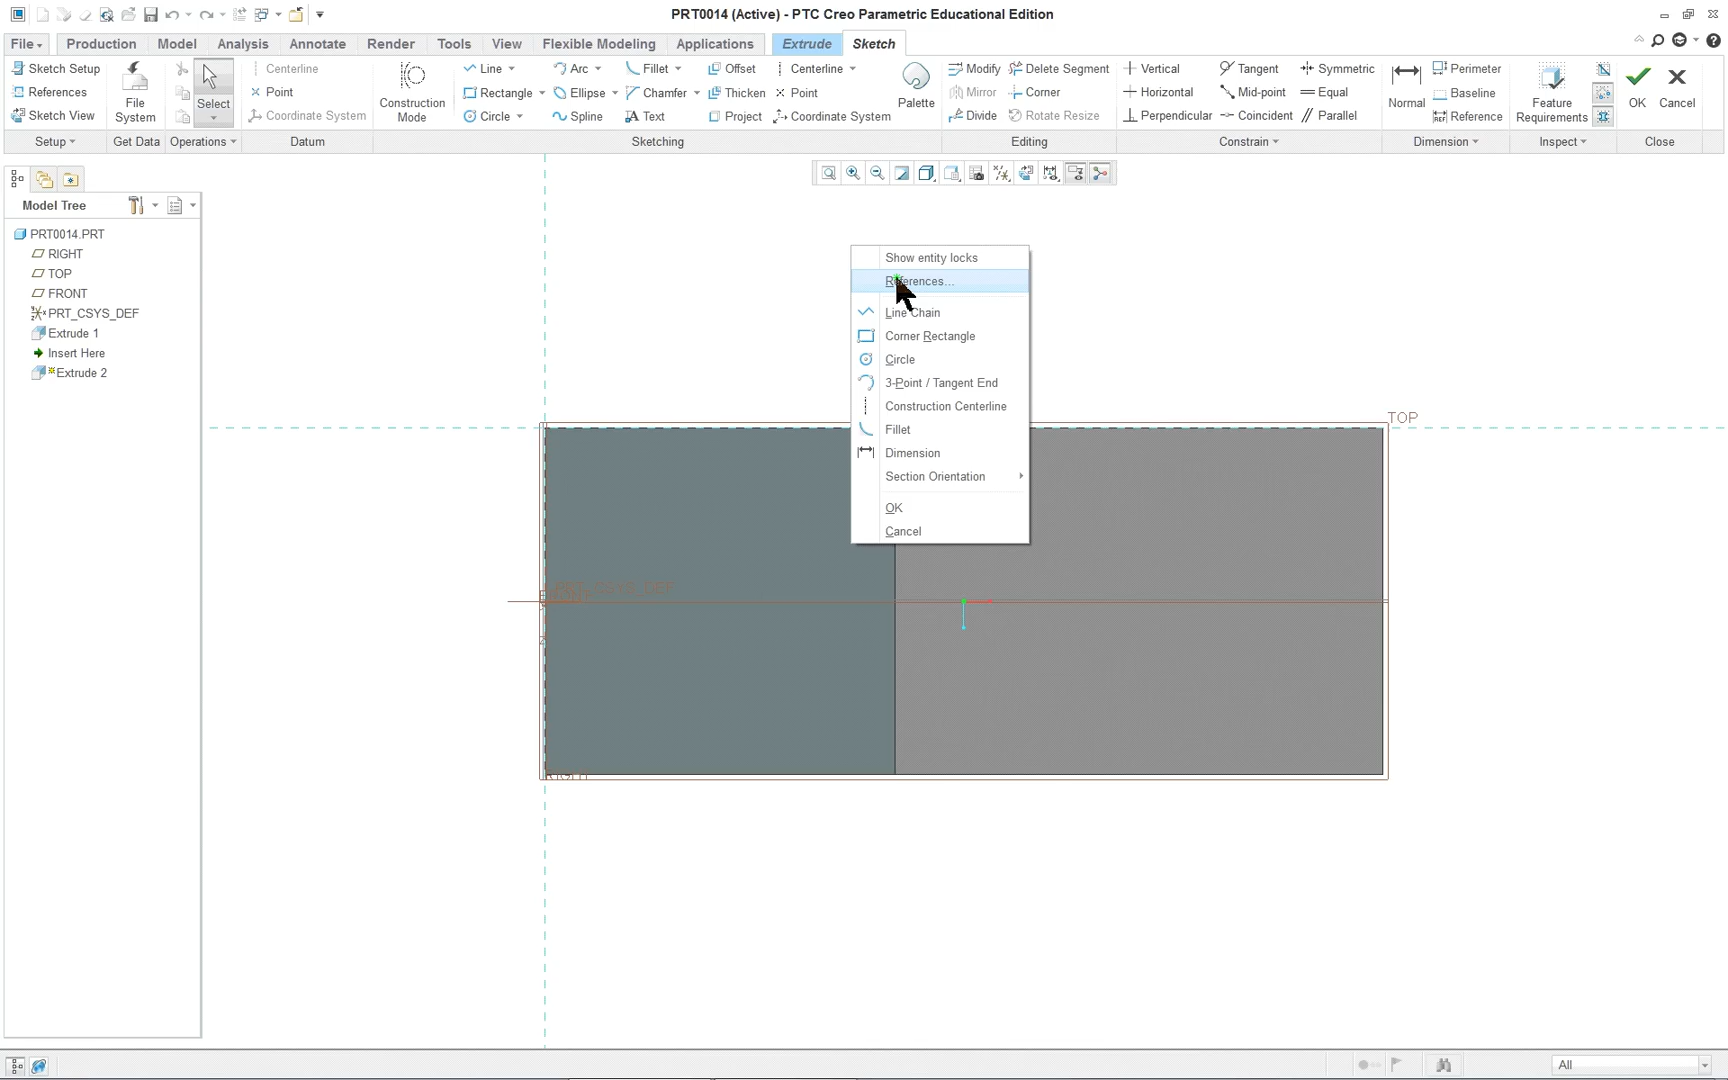 PRT0014 (Active) - PTC Creo Parametric Educational Edition
File Production Model Analysis Annotate Render Tools View Flexible Modeling Applications Extrude Sketch
Sketch Setup
References
Sketch View
Setup
File System
Get Data
Select
Operations
Centerline
Point
Coordinate System
Datum
Construction Mode
Line Arc Fillet Offset Centerline
Rectangle Ellipse Chamfer Thicken Point
Circle Spline Text Project Coordinate System
Palette
Sketching
Modify Delete Segment
Mirror Corner
Divide Rotate Resize
Editing
Vertical Tangent Symmetric
Horizontal Mid-point Equal
Perpendicular Coincident Parallel
Constrain
Normal
Perimeter
Baseline
Reference
Dimension
Feature Requirements
Inspect
OK Cancel
Close
Model Tree
PRT0014.PRT
RIGHT
TOP
FRONT
PRT_CSYS_DEF
Extrude 1
Insert Here
Extrude 2
Show entity locks
References...
Line Chain
Corner Rectangle
Circle
3-Point / Tangent End
Construction Centerline
Fillet
Dimension
Section Orientation
OK
Cancel
TOP
PRT_CSYS_DEF
RIGHT
All